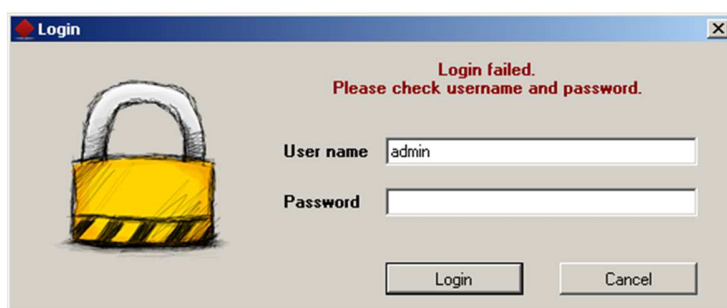 Login
Login failed.
Please check username and password.
User name admin
Password
Login Cancel